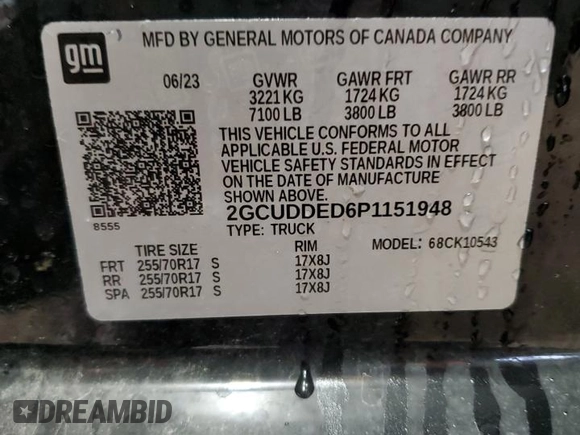 gm
MFD BY GENERAL MOTORS OF CANADA COMPANY
06/23 GVWR GAWR FRT GAWR RR
3221 KG 1724 KG 1724 KG
7100 LB 3800 LB 3800 LB
THIS VEHICLE CONFORMS TO ALL
APPLICABLE U.S. FEDERAL MOTOR
VEHICLE SAFETY STANDARDS IN EFFECT
ON THE DATE OF MANUFACTURE
SHOWN ABOVE.
8555
2GCUDDED6P1151948
TYPE: TRUCK MODEL: 68CK10543
TIRE SIZE RIM
FRT 255/70R17 S 17X8J
RR 255/70R17 S 17X8J
SPA 255/70R17 S 17X8J
DREAMBID